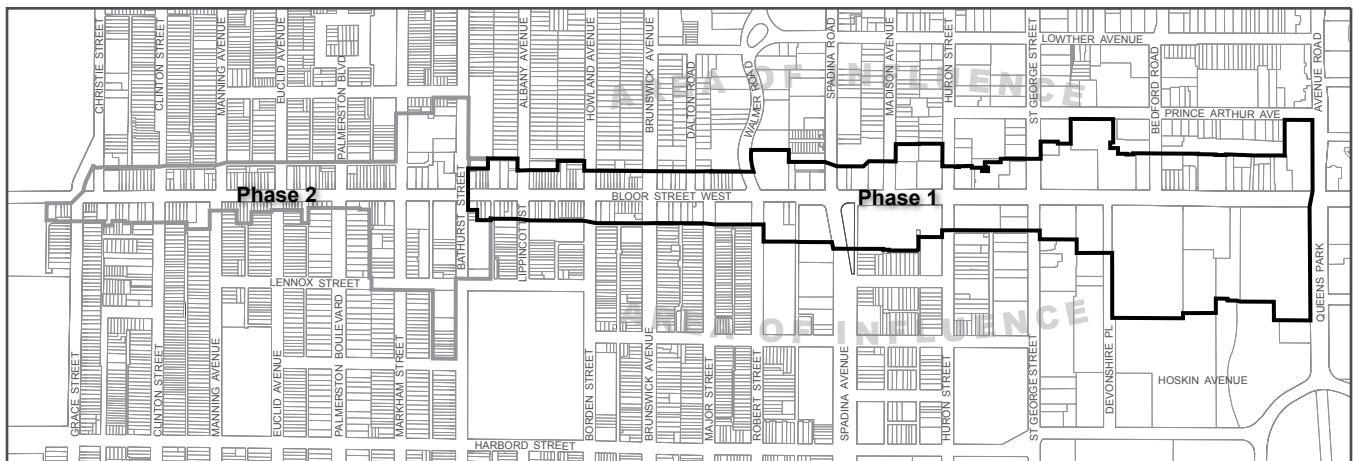 CHRISTIE STREET
CLINTON STREET
MANNING AVENUE
EUCLID AVENUE
PALMERSTON BLVD
ALBANY AVENUE
HOWLAND AVENUE
BRUNSWICK AVENUE
DALTON ROAD
WALMER ROAD
SPADINA ROAD
MADISON AVENUE
HURON STREET
ST GEORGE STREET
LOWTHER AVENUE
BEDFORD ROAD
PRINCE ARTHUR AVE
AVENUE ROAD
AREA OF INFLUENCE
Phase 2
BATHURST STREET
LIPPINCOTT ST
BLOOR STREET WEST
Phase 1
QUEENS PARK
LENNOX STREET
AREA OF INFLUENCE
GRACE STREET
CLINTON STREET
MANNING AVENUE
EUCLID AVENUE
PALMERSTON BOULEVARD
MARKHAM STREET
HARBORD STREET
BORDEN STREET
BRUNSWICK AVENUE
MAJOR STREET
ROBERT STREET
SPADINA AVENUE
HURON STREET
ST GEORGE STREET
DEVONSHIRE PL
HOSKIN AVENUE